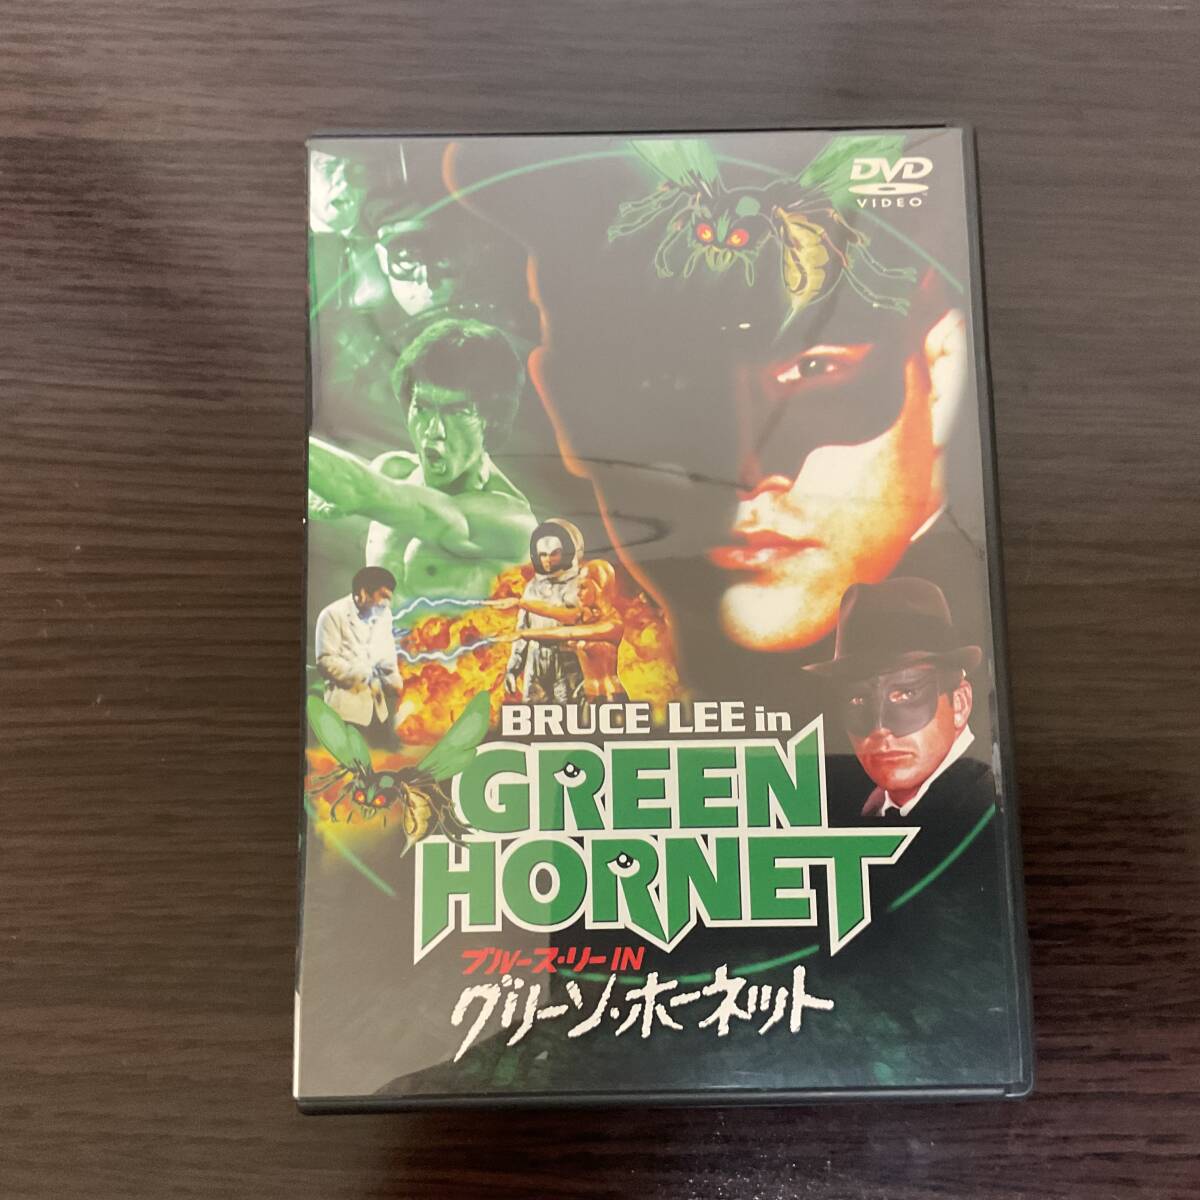 DVD
VIDEO
BRUCE LEE in
GREEN
HORNET
ブルース・リー IN
グリーン・ホーネット